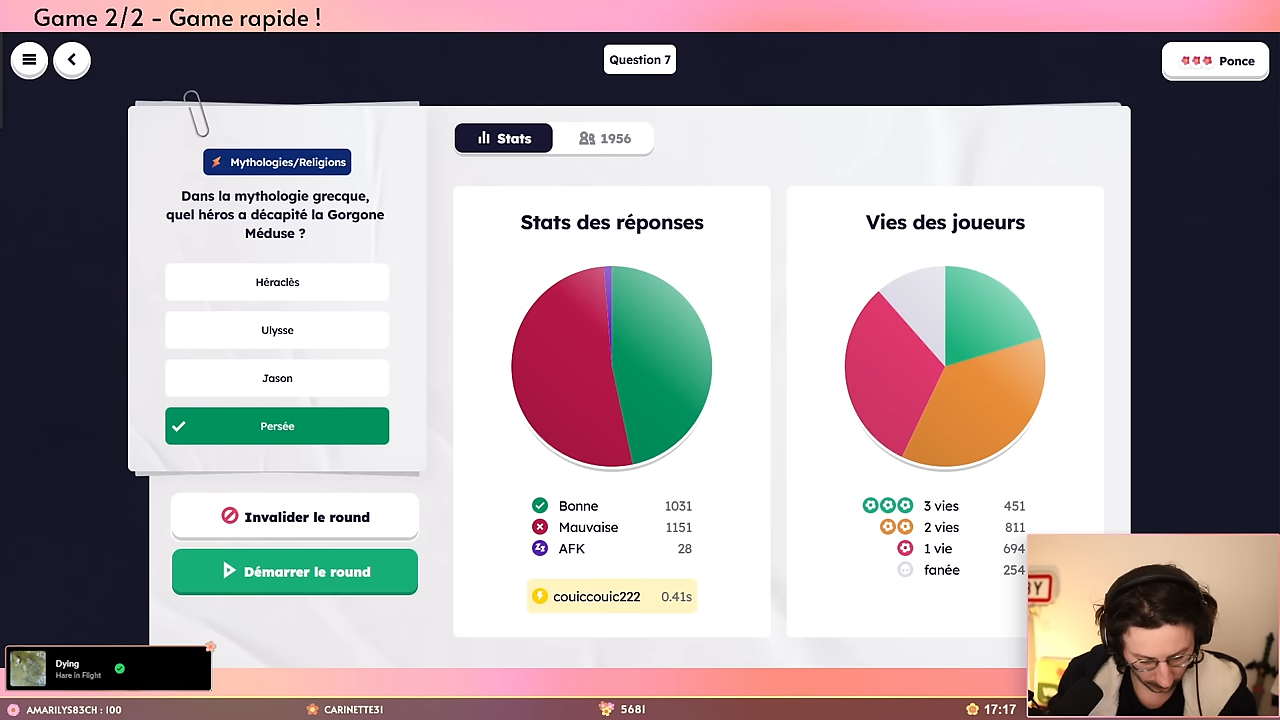 Game 2/2 - Game rapide !
Question 7
Ponce
Mythologies/Religions
Dans la mythologie grecque,
quel héros a décapité la Gorgone
Méduse ?
Héraclès
Ulysse
Jason
Persée
Invalider le round
Démarrer le round
Stats
1956
Stats des réponses
Bonne 1031
Mauvaise 1151
AFK 28
couiccouic222 0.41s
Vies des joueurs
3 vies 451
2 vies 811
1 vie 694
fanée 254
Dying
Hare in Flight
AMARILYS83CH : 100
CARINETTE31
5681
17:17